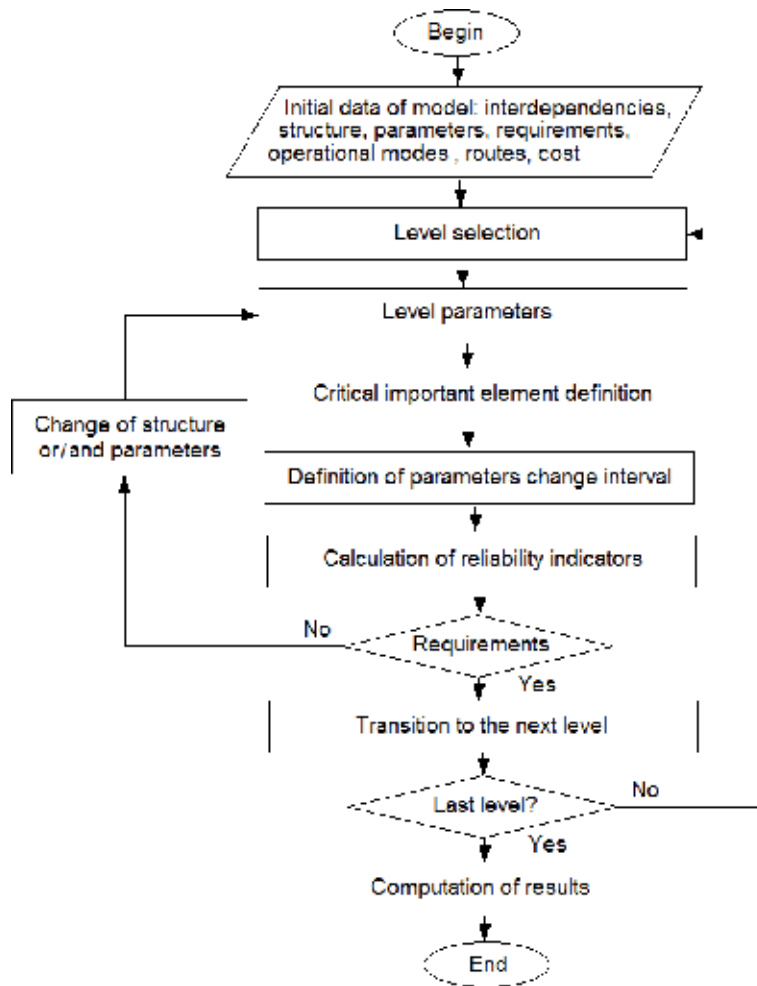 Begin
Initial data of model: interdependencies,
structure, parameters, requirements,
operational modes , routes, cost
Level selection
Level parameters
Critical important element definition
Change of structure
or/and parameters
Definition of parameters change interval
Calculation of reliability indicators
No
Requirements
Yes
Transition to the next level
Last level?
No
Yes
Computation of results
End